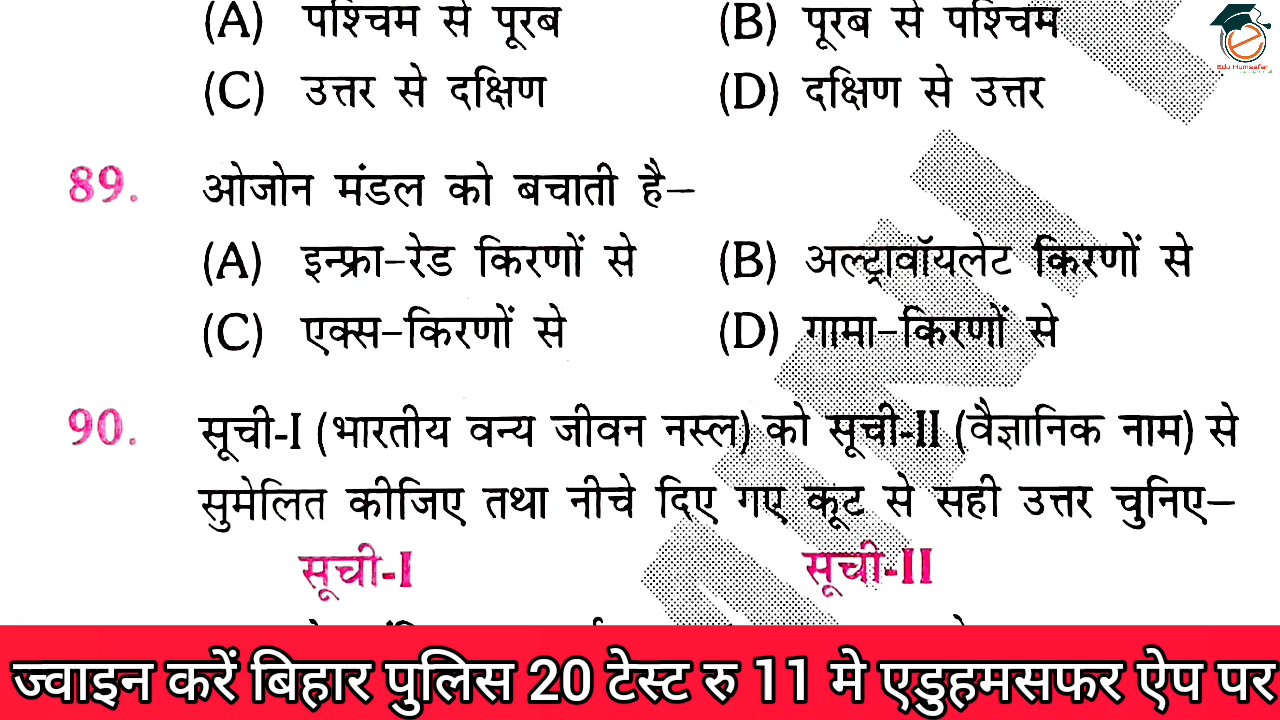 (A) पश्चिम से पूरब (B) पूरब से पश्चिम
(C) उत्तर से दक्षिण (D) दक्षिण से उत्तर
89. ओजोन मंडल को बचाती है–
(A) इन्फ्रा-रेड किरणों से (B) अल्ट्रावॉयलेट किरणों से
(C) एक्स-किरणों से (D) गामा-किरणों से
90. सूची-I (भारतीय वन्य जीवन नस्ल) को सूची-II (वैज्ञानिक नाम) से
सुमेलित कीजिए तथा नीचे दिए गए कूट से सही उत्तर चुनिए–
सूची-I सूची-II
ज्वाइन करें बिहार पुलिस 20 टेस्ट रु 11 मे एडुहमसफर ऐप पर
Edu Humsafar